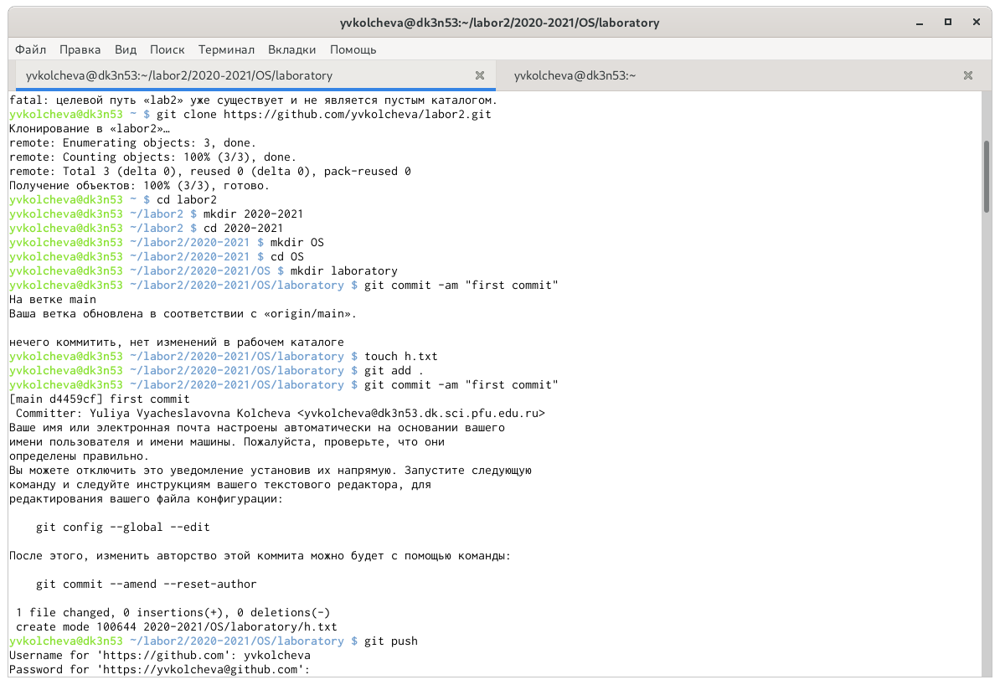 yvkolcheva@dk3n53:~/labor2/2020-2021/OS/laboratory
Файл Правка Вид Поиск Терминал Вкладки Помощь
yvkolcheva@dk3n53:~/labor2/2020-2021/OS/laboratory yvkolcheva@dk3n53:~
fatal: целевой путь «lab2» уже существует и не является пустым каталогом.
yvkolcheva@dk3n53 ~ $ git clone https://github.com/yvkolcheva/labor2.git
Клонирование в «labor2»…
remote: Enumerating objects: 3, done.
remote: Counting objects: 100% (3/3), done.
remote: Total 3 (delta 0), reused 0 (delta 0), pack-reused 0
Получение объектов: 100% (3/3), готово.
yvkolcheva@dk3n53 ~ $ cd labor2
yvkolcheva@dk3n53 ~/labor2 $ mkdir 2020-2021
yvkolcheva@dk3n53 ~/labor2 $ cd 2020-2021
yvkolcheva@dk3n53 ~/labor2/2020-2021 $ mkdir OS
yvkolcheva@dk3n53 ~/labor2/2020-2021 $ cd OS
yvkolcheva@dk3n53 ~/labor2/2020-2021/OS $ mkdir laboratory
yvkolcheva@dk3n53 ~/labor2/2020-2021/OS/laboratory $ git commit -am "first commit"
На ветке main
Ваша ветка обновлена в соответствии с «origin/main».
нечего коммитить, нет изменений в рабочем каталоге
yvkolcheva@dk3n53 ~/labor2/2020-2021/OS/laboratory $ touch h.txt
yvkolcheva@dk3n53 ~/labor2/2020-2021/OS/laboratory $ git add .
yvkolcheva@dk3n53 ~/labor2/2020-2021/OS/laboratory $ git commit -am "first commit"
[main d4459cf] first commit
Committer: Yuliya Vyacheslavovna Kolcheva <yvkolcheva@dk3n53.dk.sci.pfu.edu.ru>
Ваше имя или электронная почта настроены автоматически на основании вашего
имени пользователя и имени машины. Пожалуйста, проверьте, что они
определены правильно.
Вы можете отключить это уведомление установив их напрямую. Запустите следующую
команду и следуйте инструкциям вашего текстового редактора, для
редактирования вашего файла конфигурации:
git config --global --edit
После этого, изменить авторство этой коммита можно будет с помощью команды:
git commit --amend --reset-author
1 file changed, 0 insertions(+), 0 deletions(-)
create mode 100644 2020-2021/OS/laboratory/h.txt
yvkolcheva@dk3n53 ~/labor2/2020-2021/OS/laboratory $ git push
Username for 'https://github.com': yvkolcheva
Password for 'https://yvkolcheva@github.com':